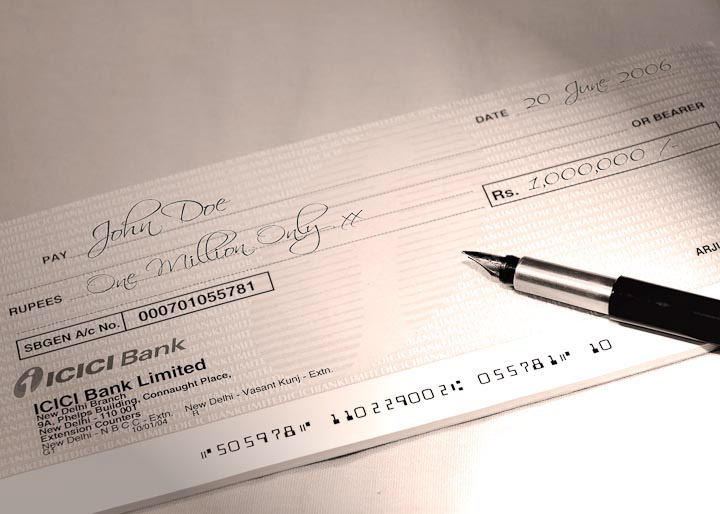 DATE 20 June 2006
OR BEARER
PAY John Doe
RUPEES One Million Only xx
Rs. 1,000,000 /-
SBGEN A/c No. 000701055781
ARJU
ICICI Bank
ICICI Bank Limited
New Delhi Branch
9A, Phelps Building, Connaught Place,
New Delhi - 110 001
Extension Counters
New Delhi - N B C C - Extn. New Delhi - Vasant Kunj - Extn.
G1 10/01/04 R
⑈505978⑈ 110229002⑆ 055781⑈ 10